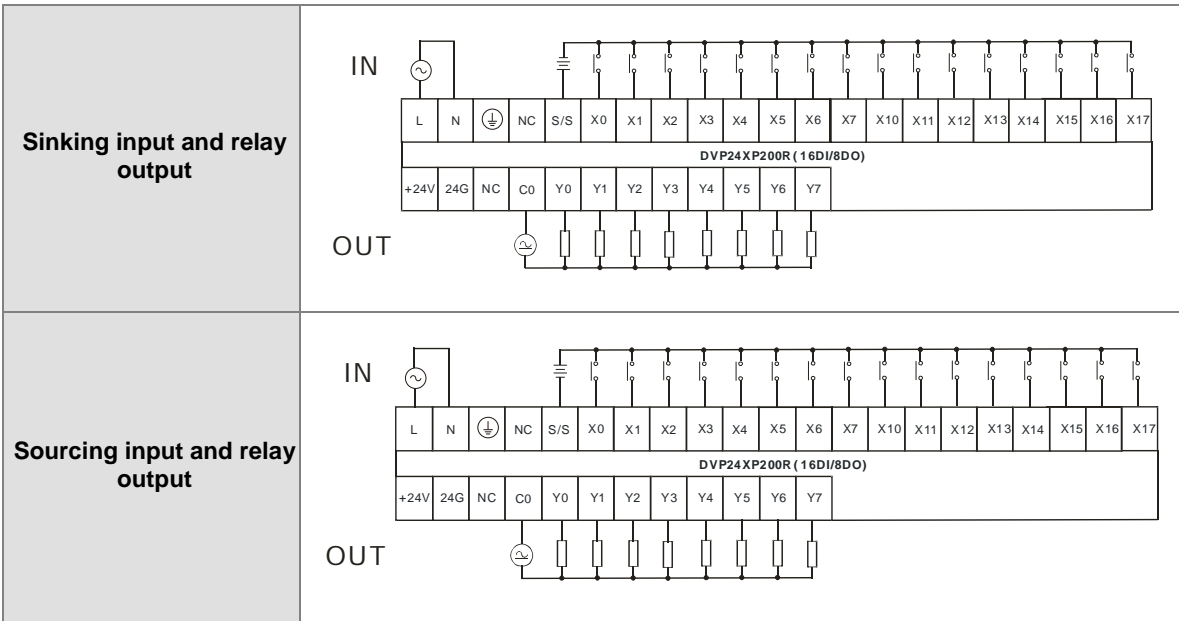 Sinking input and relay
output
IN
L N NC S/S X0 X1 X2 X3 X4 X5 X6 X7 X10 X11 X12 X13 X14 X15 X16 X17
DVP24XP200R ( 16DI/8DO)
+24V 24G NC C0 Y0 Y1 Y2 Y3 Y4 Y5 Y6 Y7
OUT
Sourcing input and relay
output
IN
L N NC S/S X0 X1 X2 X3 X4 X5 X6 X7 X10 X11 X12 X13 X14 X15 X16 X17
DVP24XP200R ( 16DI/8DO)
+24V 24G NC C0 Y0 Y1 Y2 Y3 Y4 Y5 Y6 Y7
OUT